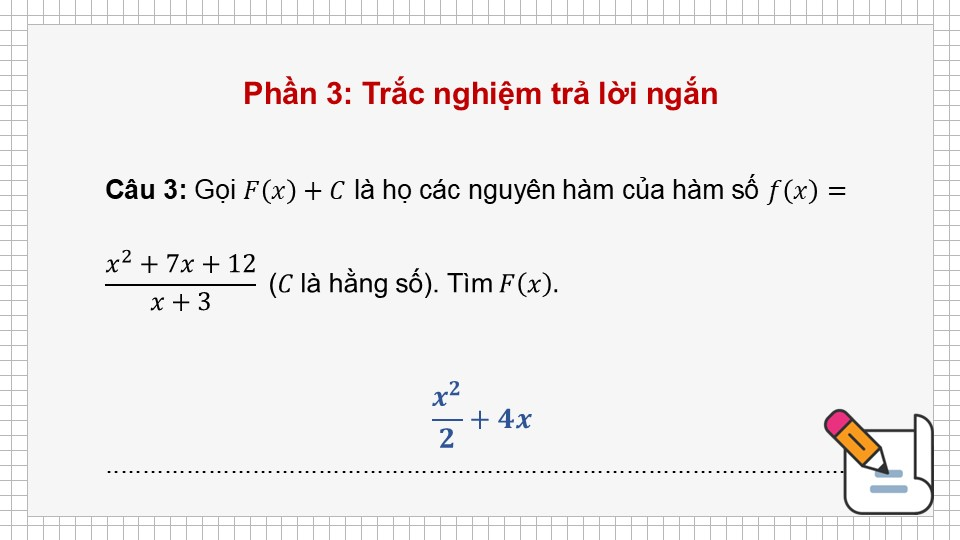 Phần 3: Trắc nghiệm trả lời ngắn
Câu 3: Gọi 𝐹(𝑥) + 𝐶 là họ các nguyên hàm của hàm số 𝑓(𝑥) =
(𝑥² + 7𝑥 + 12)/(𝑥 + 3) (𝐶 là hằng số). Tìm 𝐹(𝑥).
𝒙²/𝟐 + 𝟒𝒙
……………………………………………………………………………………